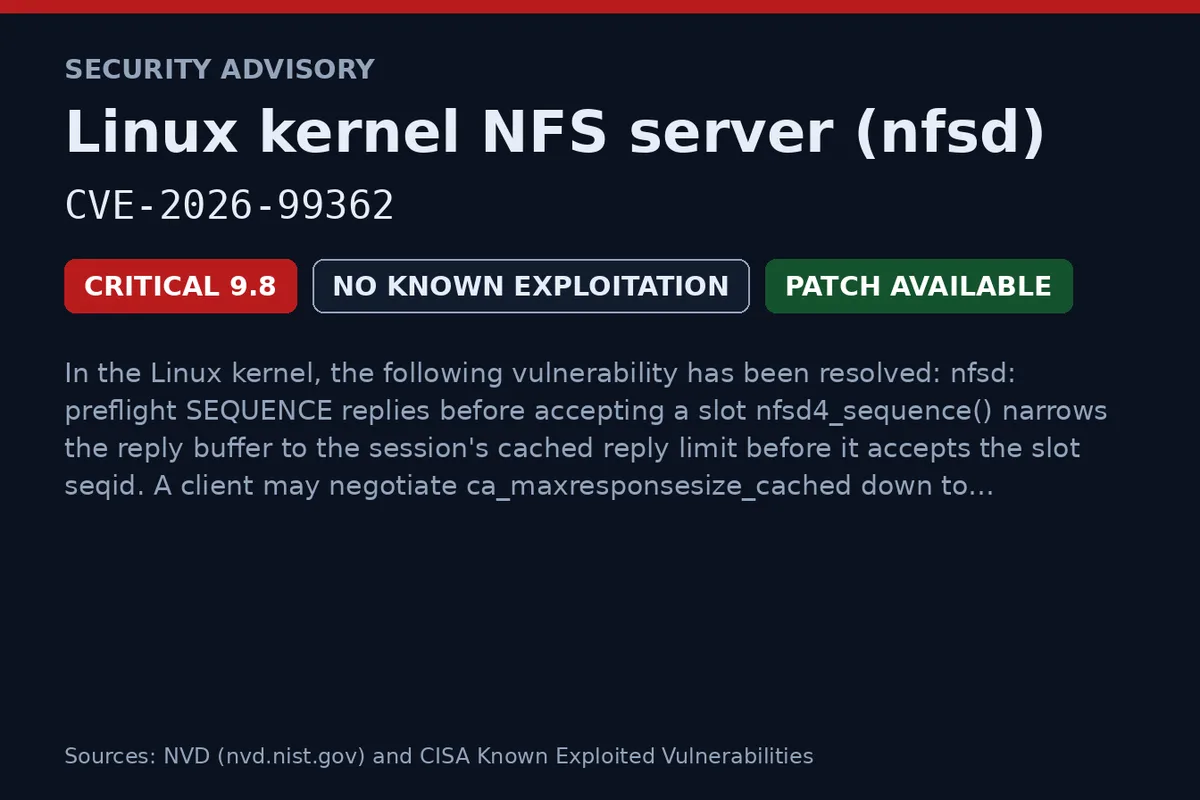 SECURITY ADVISORY
Linux kernel NFS server (nfsd)
CVE-2026-99362
CRITICAL 9.8
NO KNOWN EXPLOITATION
PATCH AVAILABLE
In the Linux kernel, the following vulnerability has been resolved: nfsd:
preflight SEQUENCE replies before accepting a slot nfsd4_sequence() narrows
the reply buffer to the session's cached reply limit before it accepts the slot
seqid. A client may negotiate ca_maxresponsesize_cached down to...
Sources: NVD (nvd.nist.gov) and CISA Known Exploited Vulnerabilities